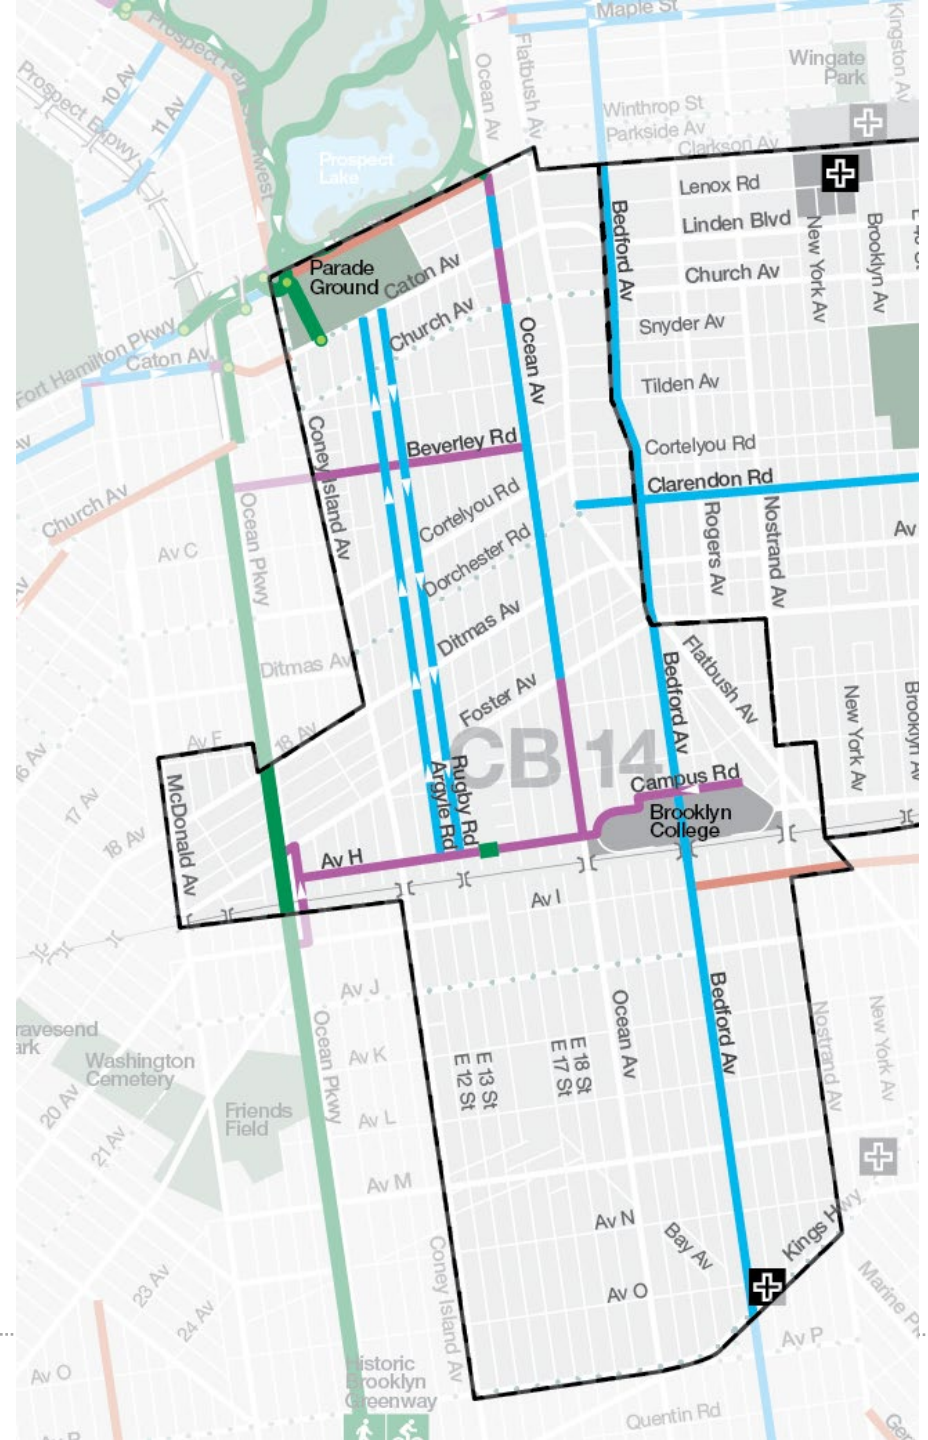 Maple St
Kingston Av
Prospect Park Southwest
Flatbush Av
Ocean Av
Wingate
Park
10 Av
11 Av
Prospect Expwy
Winthrop St
Parkside Av
Clarkson Av
Prospect
Lake
Lenox Rd
Linden Blvd
Bedford Av
New York Av
Brooklyn Av
Parade
Ground
Caton Av
Church Av
Church Av
Snyder Av
Fort Hamilton Pkwy
Caton Av
Ocean Av
Tilden Av
Av
Coney Island Av
Beverley Rd
Cortelyou Rd
Clarendon Rd
Church Av
Ocean Pkwy
Cortelyou Rd
Rogers Av
Nostrand Av
Av
Av C
Dorchester Rd
Av
Ditmas Av
Ditmas Av
Flatbush Av
Bedford Av
Foster Av
New York Av
Brooklyn Av
Av F
18 Av
16 Av
CB 14
McDonald Av
Argyle Rd
Rugby Rd
Campus Rd
Brooklyn
College
17 Av
18 Av
Av H
Av I
Av J
Bedford Av
Ocean Av
Nostrand Av
New York Av
Ocean Pkwy
ravesend
ark
Washington
Cemetery
Av K
E 12 St
E 13 St
E 17 St
E 18 St
20 Av
21 Av
Friends
Field
Av L
Av M
Av N
Bay Av
Kings Hwy
Coney Island Av
23 Av
24 Av
Av O
Marine Pk
Av P
Av O
Historic
Brooklyn
Greenway
Quentin Rd